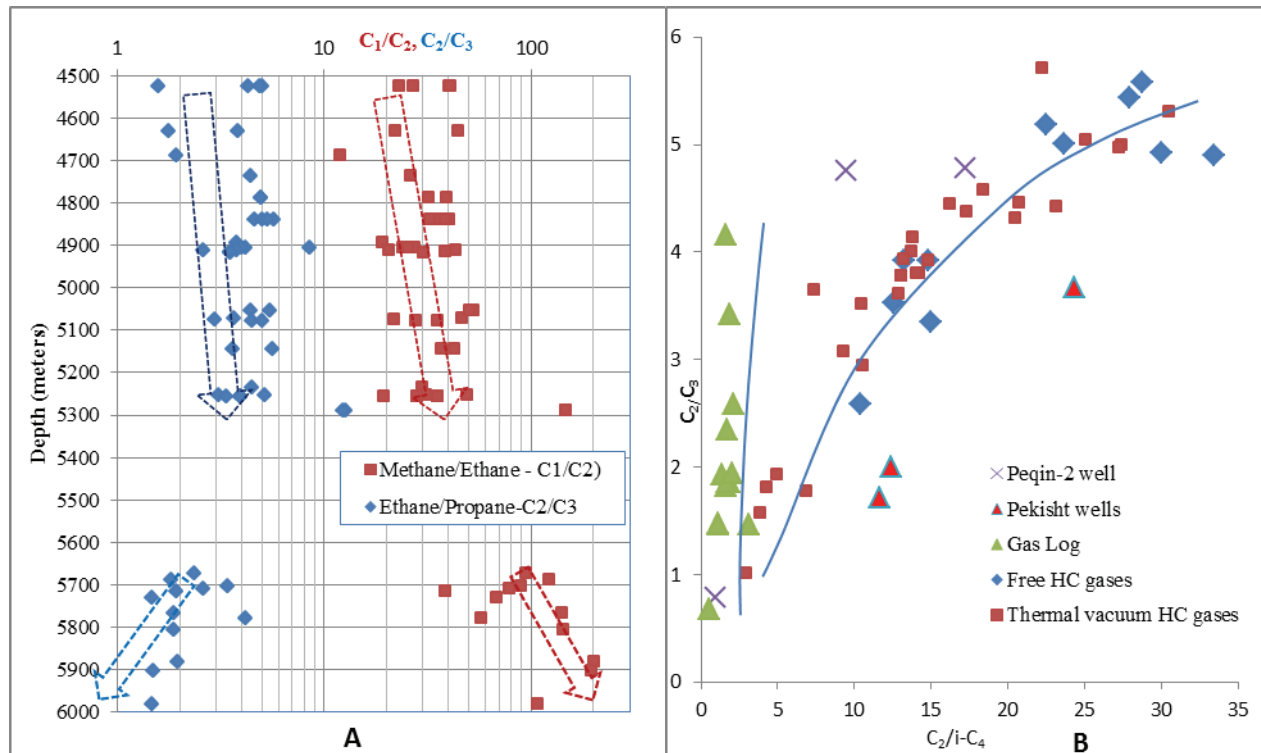 C1/C2, C2/C3
1 10 100
Depth (meters)
4500
4600
4700
4800
4900
5000
5100
5200
5300
5400
5500
5600
5700
5800
5900
6000
Methane/Ethane - C1/C2)
Ethane/Propane-C2/C3
A
C2/C3
6
5
4
3
2
1
0
Peqin-2 well
Pekisht wells
Gas Log
Free HC gases
Thermal vacuum HC gases
0 5 10 15 20 25 30 35
C2/i-C4
B